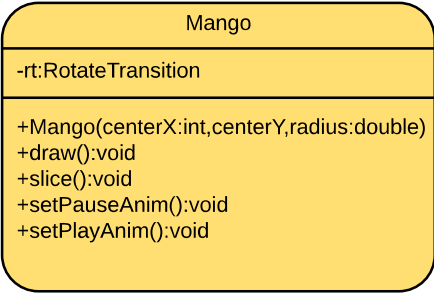 Mango
-rt:RotateTransition
+Mango(centerX:int,centerY,radius:double)
+draw():void
+slice():void
+setPauseAnim():void
+setPlayAnim():void